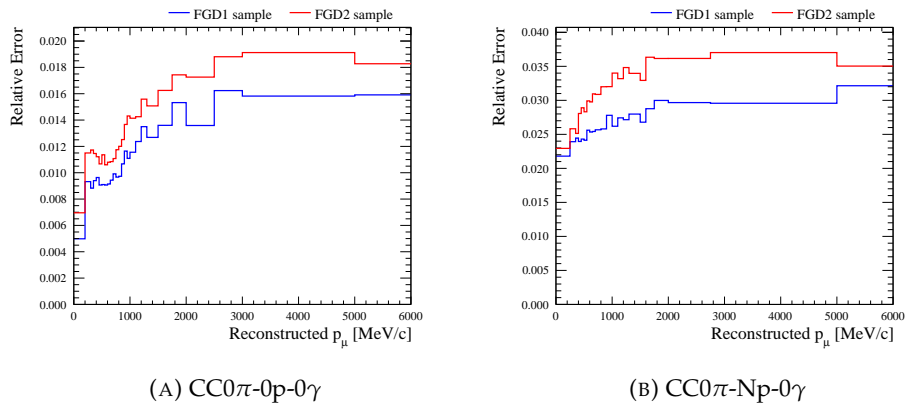 FGD1 sample FGD2 sample
Relative Error
0.020
0.018
0.016
0.014
0.012
0.010
0.008
0.006
0.004
0.002
0.000
0 1000 2000 3000 4000 5000 6000
Reconstructed pμ [MeV/c]
(A) CC0π-0p-0γ
FGD1 sample FGD2 sample
Relative Error
0.040
0.035
0.030
0.025
0.020
0.015
0.010
0.005
0.000
0 1000 2000 3000 4000 5000 6000
Reconstructed pμ [MeV/c]
(B) CC0π-Np-0γ